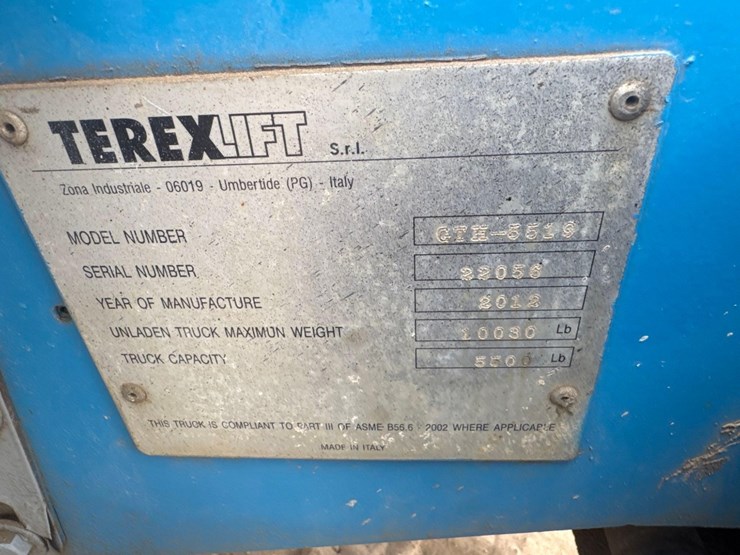 TEREXLIFT S.r.l.
Zona Industriale - 06019 - Umbertide (PG) - Italy
MODEL NUMBER GTH-5519
SERIAL NUMBER 22056
YEAR OF MANUFACTURE 2012
UNLADEN TRUCK MAXIMUN WEIGHT 10030 Lb
TRUCK CAPACITY 5500 Lb
THIS TRUCK IS COMPLIANT TO PART III OF ASME B56.6 - 2002 WHERE APPLICABLE
MADE IN ITALY